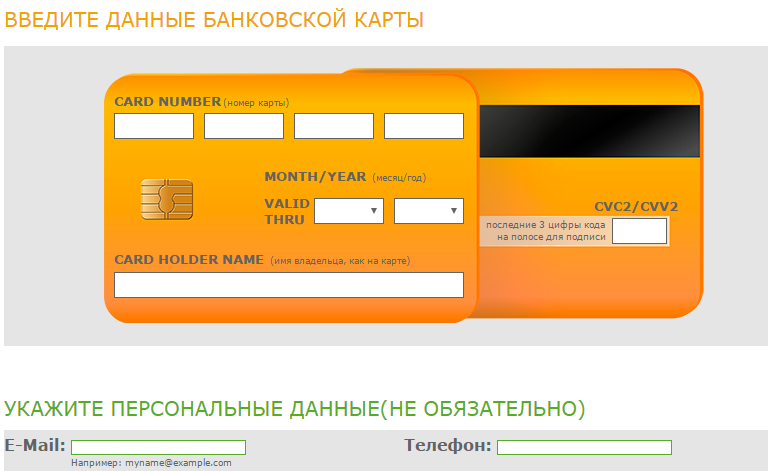 ВВЕДИТЕ ДАННЫЕ БАНКОВСКОЙ КАРТЫ
CARD NUMBER (номер карты)
MONTH/YEAR (месяц/год)
VALID
THRU
CVC2/CVV2
последние 3 цифры кода
на полосе для подписи
CARD HOLDER NAME (имя владельца, как на карте)
УКАЖИТЕ ПЕРСОНАЛЬНЫЕ ДАННЫЕ(НЕ ОБЯЗАТЕЛЬНО)
E-Mail: Телефон:
Например: myname@example.com